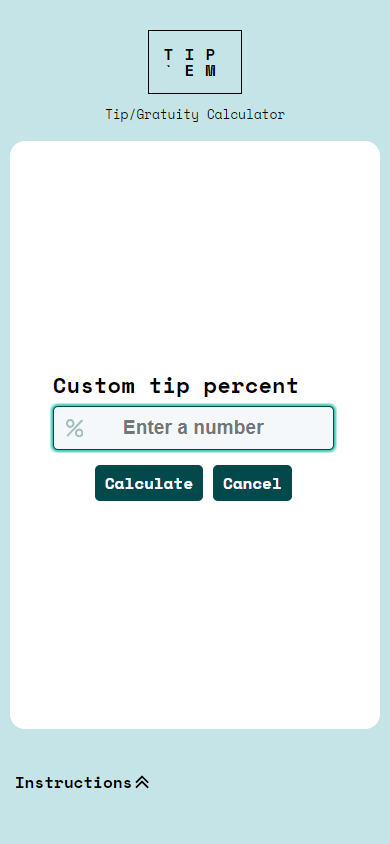 T I P
` E M
Tip/Gratuity Calculator
Custom tip percent
% Enter a number
Calculate Cancel
Instructions